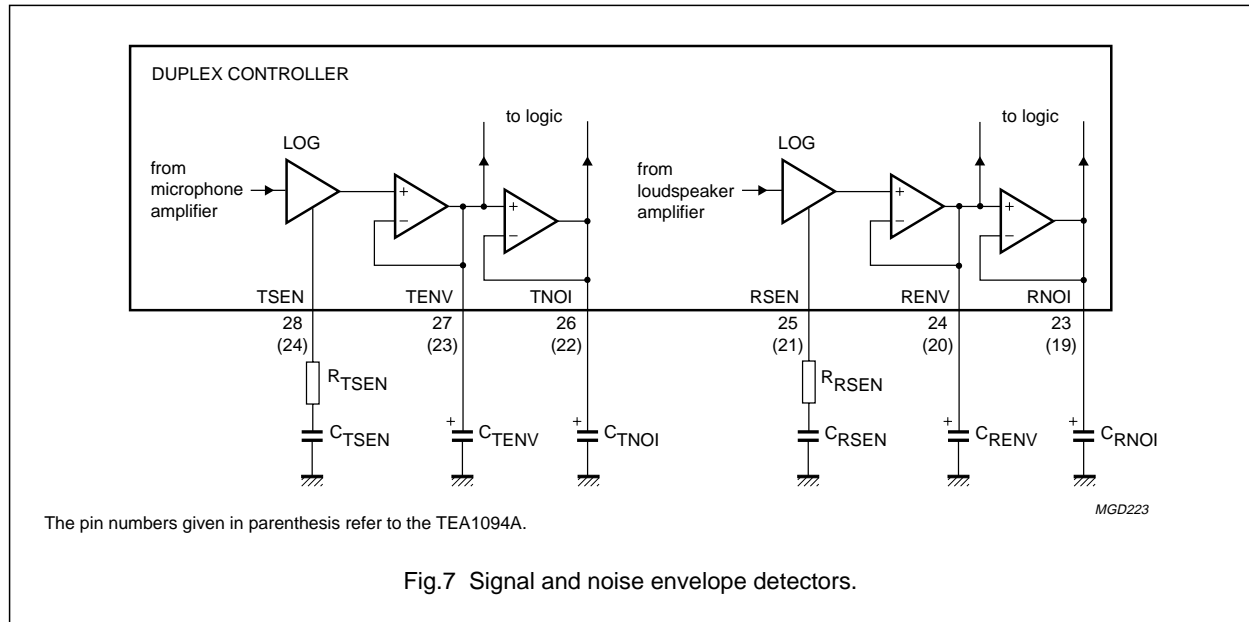 DUPLEX CONTROLLER
to logic
to logic
LOG
LOG
from
microphone
amplifier
from
loudspeaker
amplifier
+
−
+
−
+
−
+
−
TSEN TENV TNOI RSEN RENV RNOI
28 27 26 25 24 23
(24) (23) (22) (21) (20) (19)
RTSEN
RRSEN
+ + + +
CTSEN CTENV CTNOI CRSEN CRENV CRNOI
MGD223
The pin numbers given in parenthesis refer to the TEA1094A.
Fig.7 Signal and noise envelope detectors.